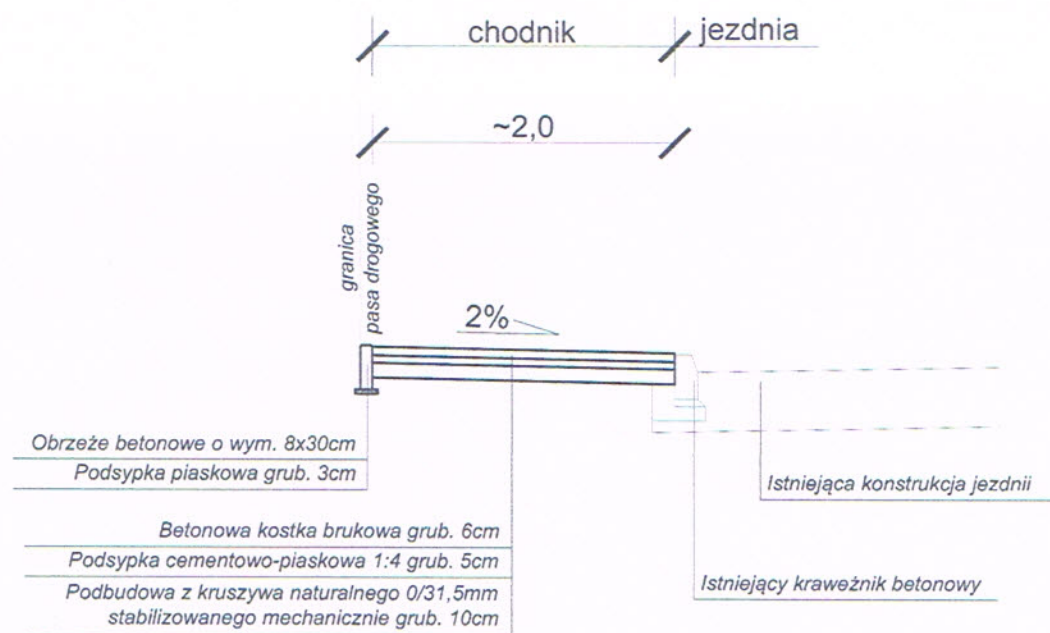 chodnik
jezdnia
~2,0
granica
pasa drogowego
2%
Obrzeże betonowe o wym. 8x30cm
Podsypka piaskowa grub. 3cm
Istniejąca konstrukcja jezdnii
Betonowa kostka brukowa grub. 6cm
Podsypka cementowo-piaskowa 1:4 grub. 5cm
Istniejący kraweżnik betonowy
Podbudowa z kruszywa naturalnego 0/31,5mm
stabilizowanego mechanicznie grub. 10cm